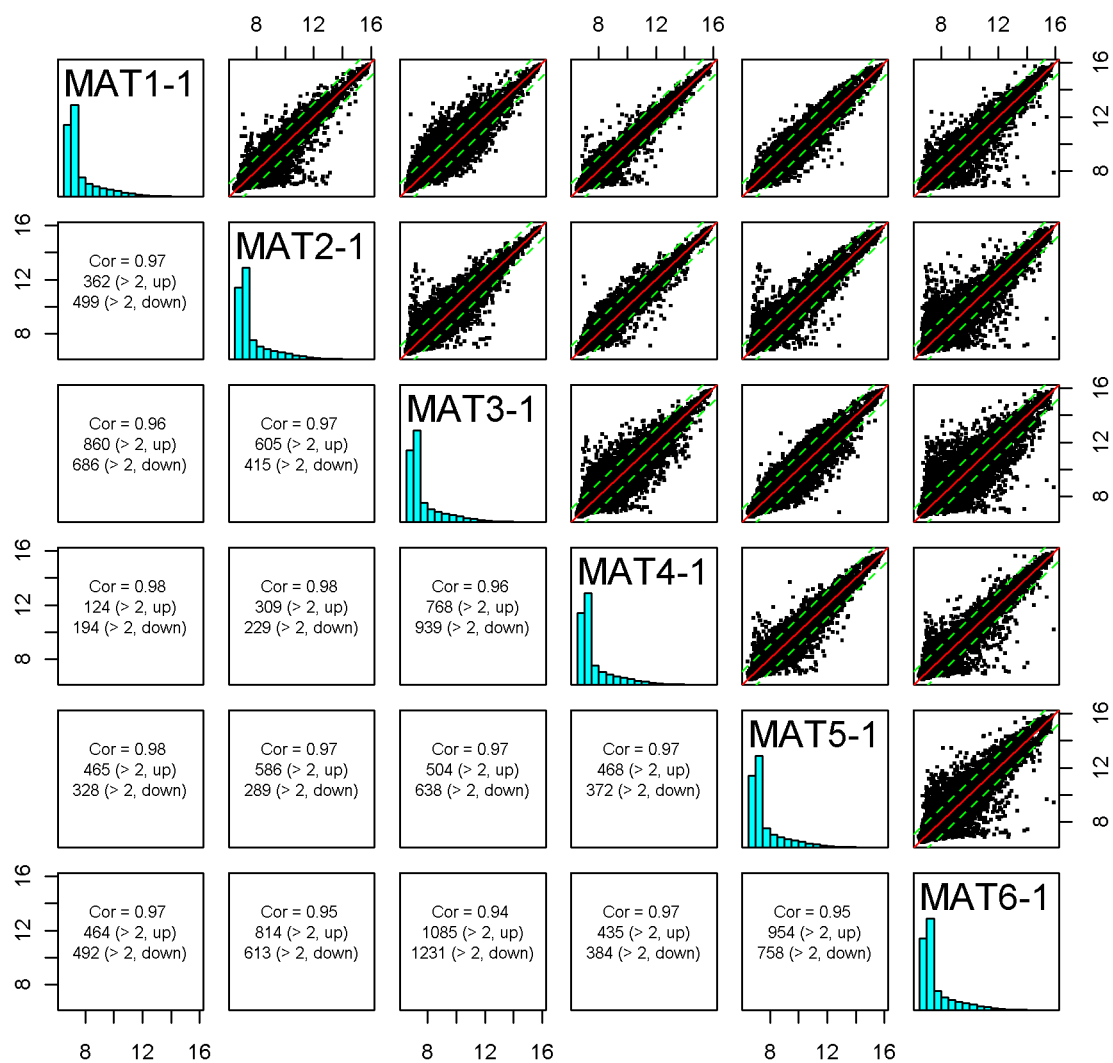 8 12 16 8 12 16 8 12 16
MAT1-1
16
12
8
16
12
8
Cor = 0.97
362 (> 2, up)
499 (> 2, down)
MAT2-1
Cor = 0.96
860 (> 2, up)
686 (> 2, down)
Cor = 0.97
605 (> 2, up)
415 (> 2, down)
MAT3-1
16
12
8
16
12
8
Cor = 0.98
124 (> 2, up)
194 (> 2, down)
Cor = 0.98
309 (> 2, up)
229 (> 2, down)
Cor = 0.96
768 (> 2, up)
939 (> 2, down)
MAT4-1
Cor = 0.98
465 (> 2, up)
328 (> 2, down)
Cor = 0.97
586 (> 2, up)
289 (> 2, down)
Cor = 0.97
504 (> 2, up)
638 (> 2, down)
Cor = 0.97
468 (> 2, up)
372 (> 2, down)
MAT5-1
16
12
8
16
12
8
Cor = 0.97
464 (> 2, up)
492 (> 2, down)
Cor = 0.95
814 (> 2, up)
613 (> 2, down)
Cor = 0.94
1085 (> 2, up)
1231 (> 2, down)
Cor = 0.97
435 (> 2, up)
384 (> 2, down)
Cor = 0.95
954 (> 2, up)
758 (> 2, down)
MAT6-1
8 12 16 8 12 16 8 12 16